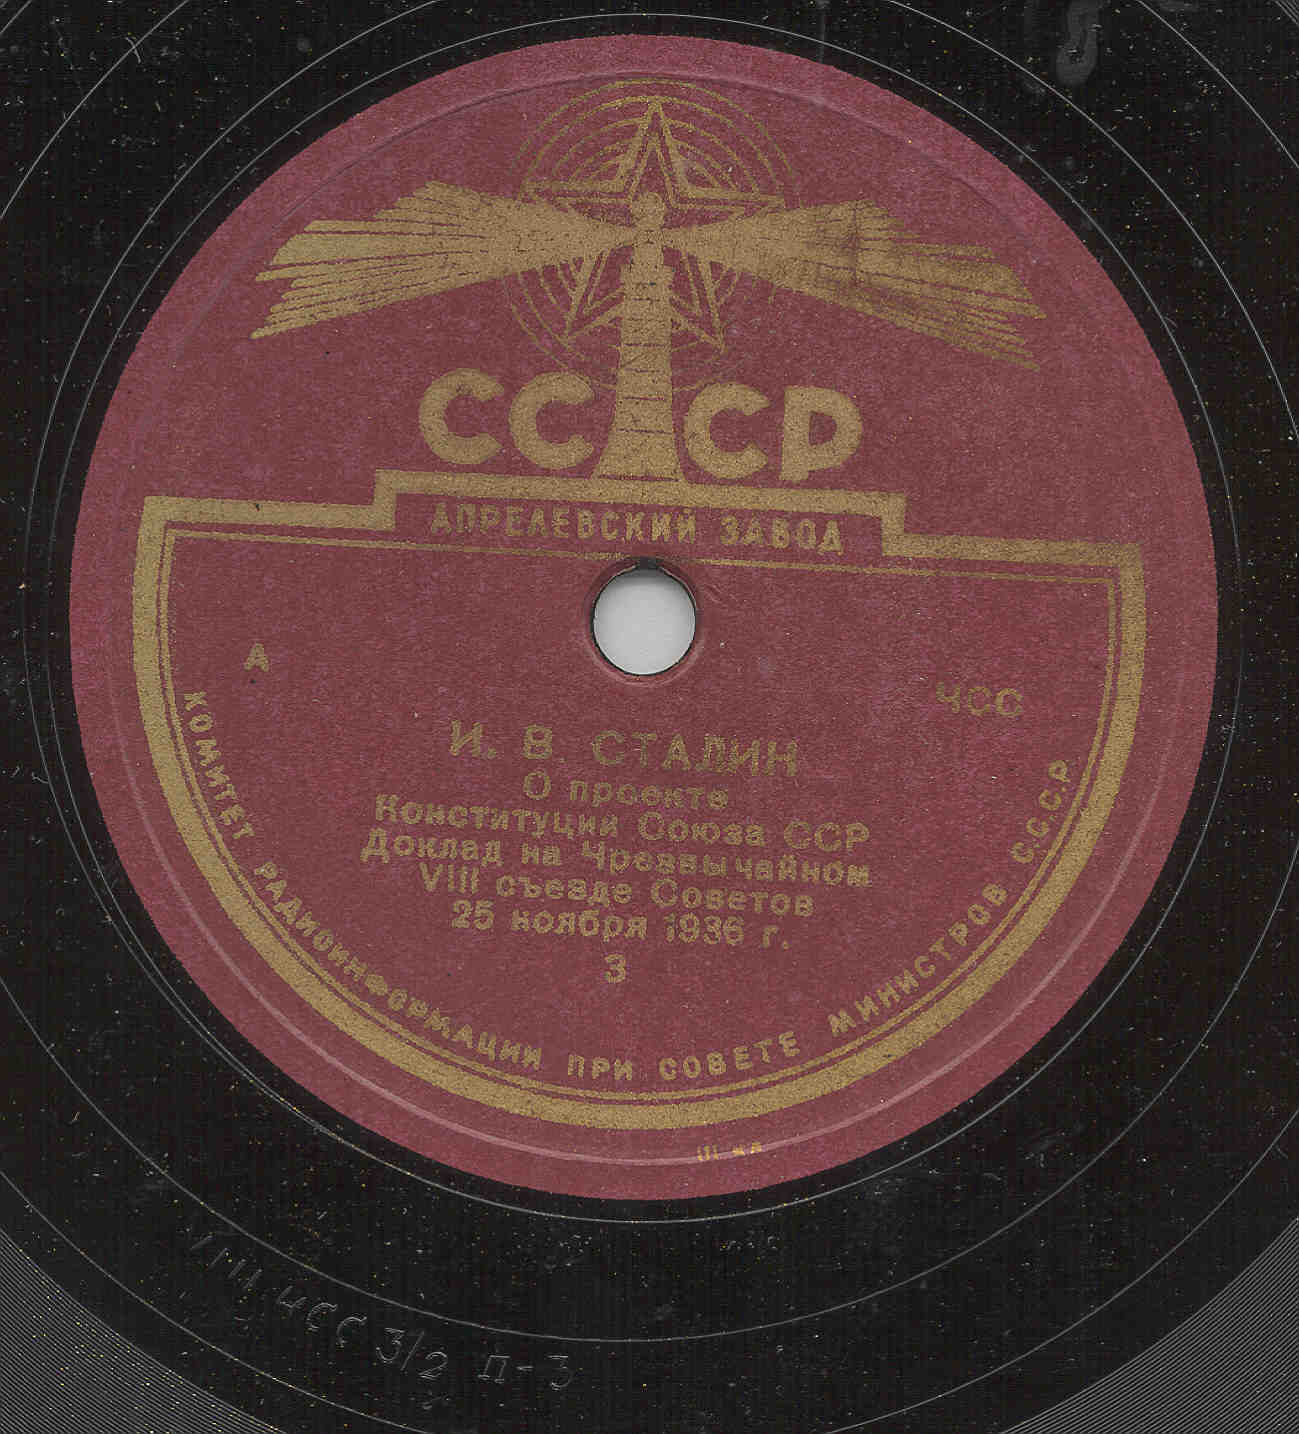 СССР
АПРЕЛЕВСКИЙ ЗАВОД
А
ЧСС
И. В. СТАЛИН
О проекте
Конституции Союза ССР
Доклад на Чрезвычайном
VIII съезде Советов
25 ноября 1936 г.
3
КОМИТЕТ РАДИОИНФОРМАЦИИ ПРИ СОВЕТЕ МИНИСТРОВ С.С.С.Р.
ЧСС 3/2 П-3